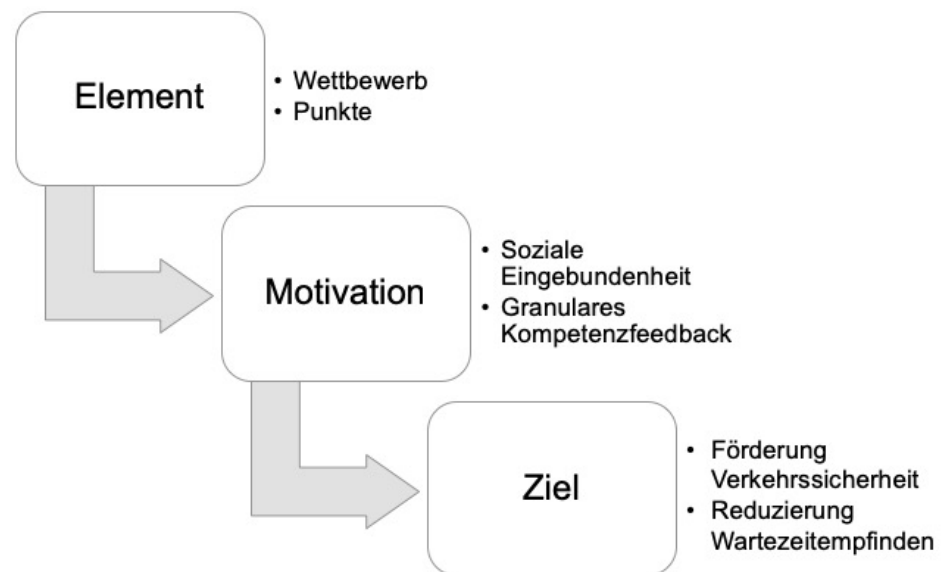 Element
• Wettbewerb
• Punkte
Motivation
• Soziale
Eingebundenheit
• Granulares
Kompetenzfeedback
Ziel
• Förderung
Verkehrssicherheit
• Reduzierung
Wartezeitempfinden